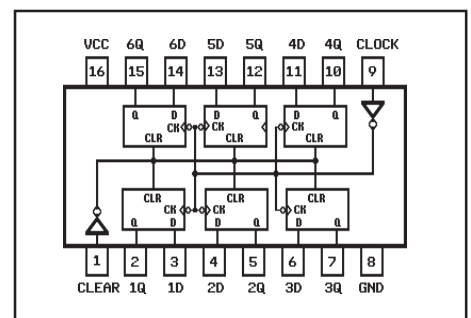 VCC 6Q 6D 5D 5Q 4D 4Q CLOCK
16 15 14 13 12 11 10 9
Q D D Q D Q
CK CK CK
CLR CLR CLR
CLR CLR CLR
CK CK CK
Q D D Q D Q
1 2 3 4 5 6 7 8
CLEAR 1Q 1D 2D 2Q 3D 3Q GND